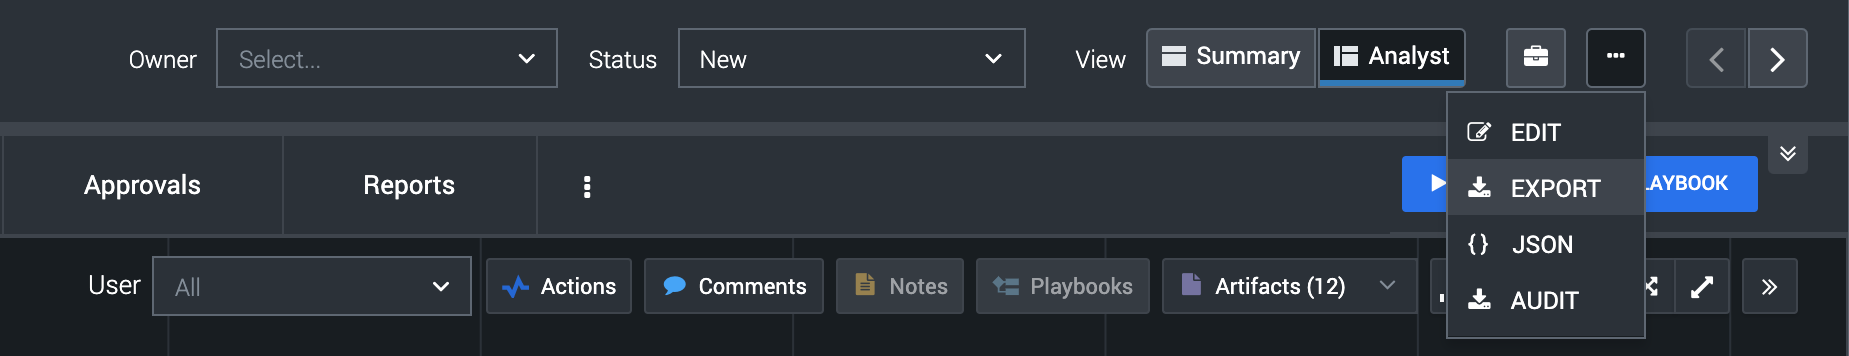 Owner Select... Status New View Summary Analyst
EDIT
Approvals Reports LAYBOOK
EXPORT
JSON
User All Actions Comments Notes Playbooks Artifacts (12)
AUDIT